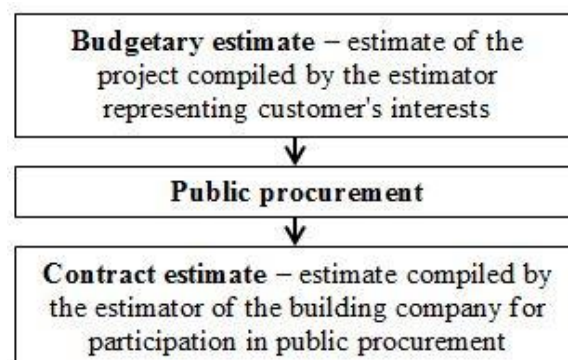 Budgetary estimate – estimate of the
project compiled by the estimator
representing customer's interests
Public procurement
Contract estimate – estimate compiled by
the estimator of the building company for
participation in public procurement